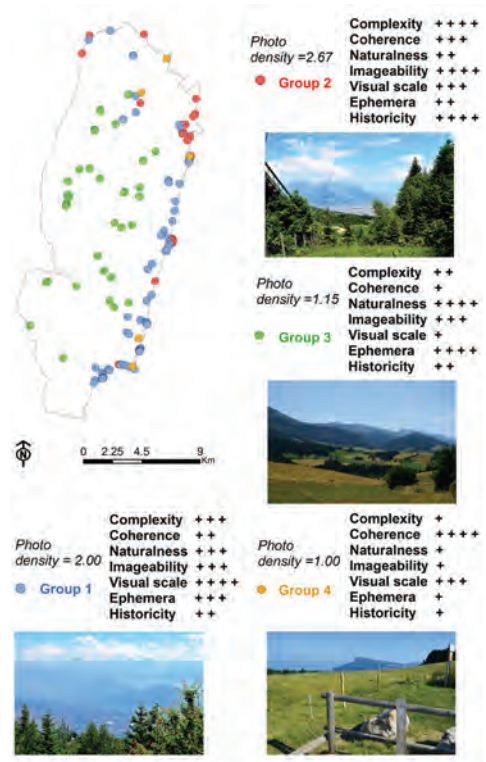 Photo
density =2.67
Group 2
Complexity ++++
Coherence +++
Naturalness ++
Imageability ++++
Visual scale +++
Ephemera ++
Historicity ++++
Photo
density =1.15
Group 3
Complexity ++
Coherence +
Naturalness ++++
Imageability +++
Visual scale +
Ephemera ++++
Historicity ++
N
0 2.25 4.5 9
Km
Photo
density = 2.00
Group 1
Complexity +++
Coherence ++
Naturalness +++
Imageability +++
Visual scale ++++
Ephemera +++
Historicity ++
Photo
density =1.00
Group 4
Complexity +
Coherence ++++
Naturalness +
Imageability +
Visual scale +++
Ephemera +
Historicity +